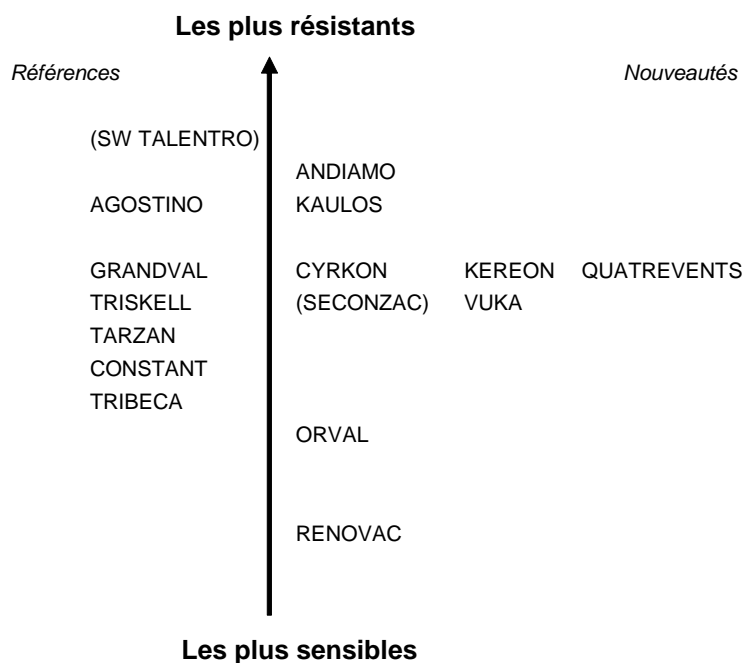 Les plus résistants
Références Nouveautés
(SW TALENTRO)
ANDIAMO
AGOSTINO KAULOS
GRANDVAL CYRKON KEREON QUATREVENTS
TRISKELL (SECONZAC) VUKA
TARZAN
CONSTANT
TRIBECA
ORVAL
RENOVAC
Les plus sensibles